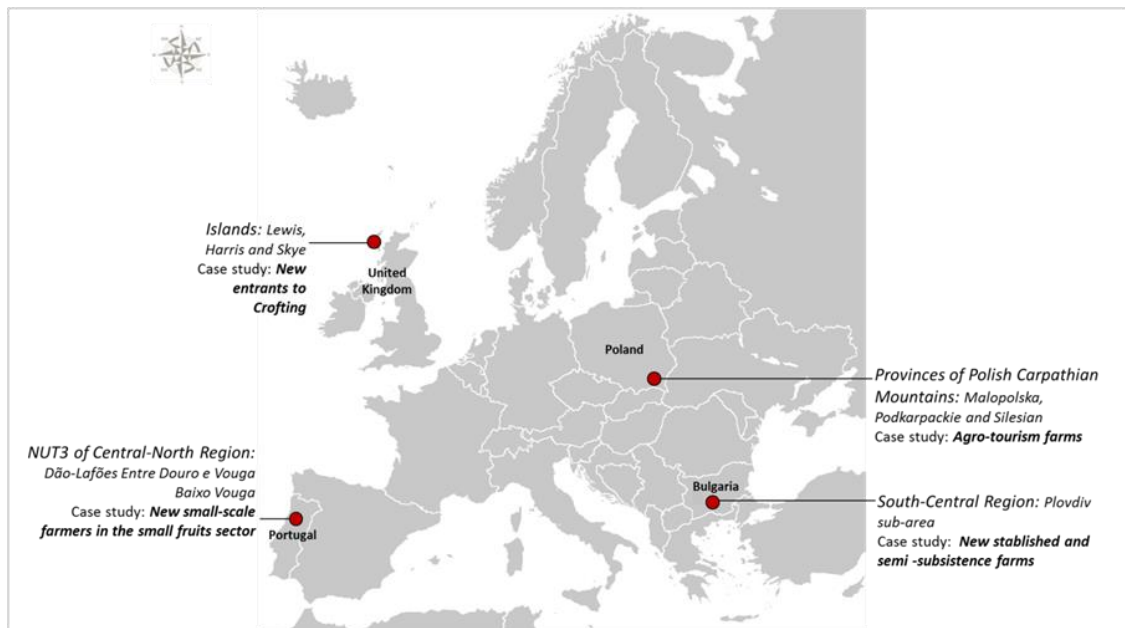 Islands: Lewis,
Harris and Skye
Case study: New
entrants to
Crofting
United
Kingdom
Poland
Provinces of Polish Carpathian
Mountains: Malopolska,
Podkarpackie and Silesian
Case study: Agro-tourism farms
NUT3 of Central-North Region:
Dão-Lafões Entre Douro e Vouga
Baixo Vouga
Case study: New small-scale
farmers in the small fruits sector
Portugal
Bulgaria
South-Central Region: Plovdiv
sub-area
Case study: New stablished and
semi -subsistence farms